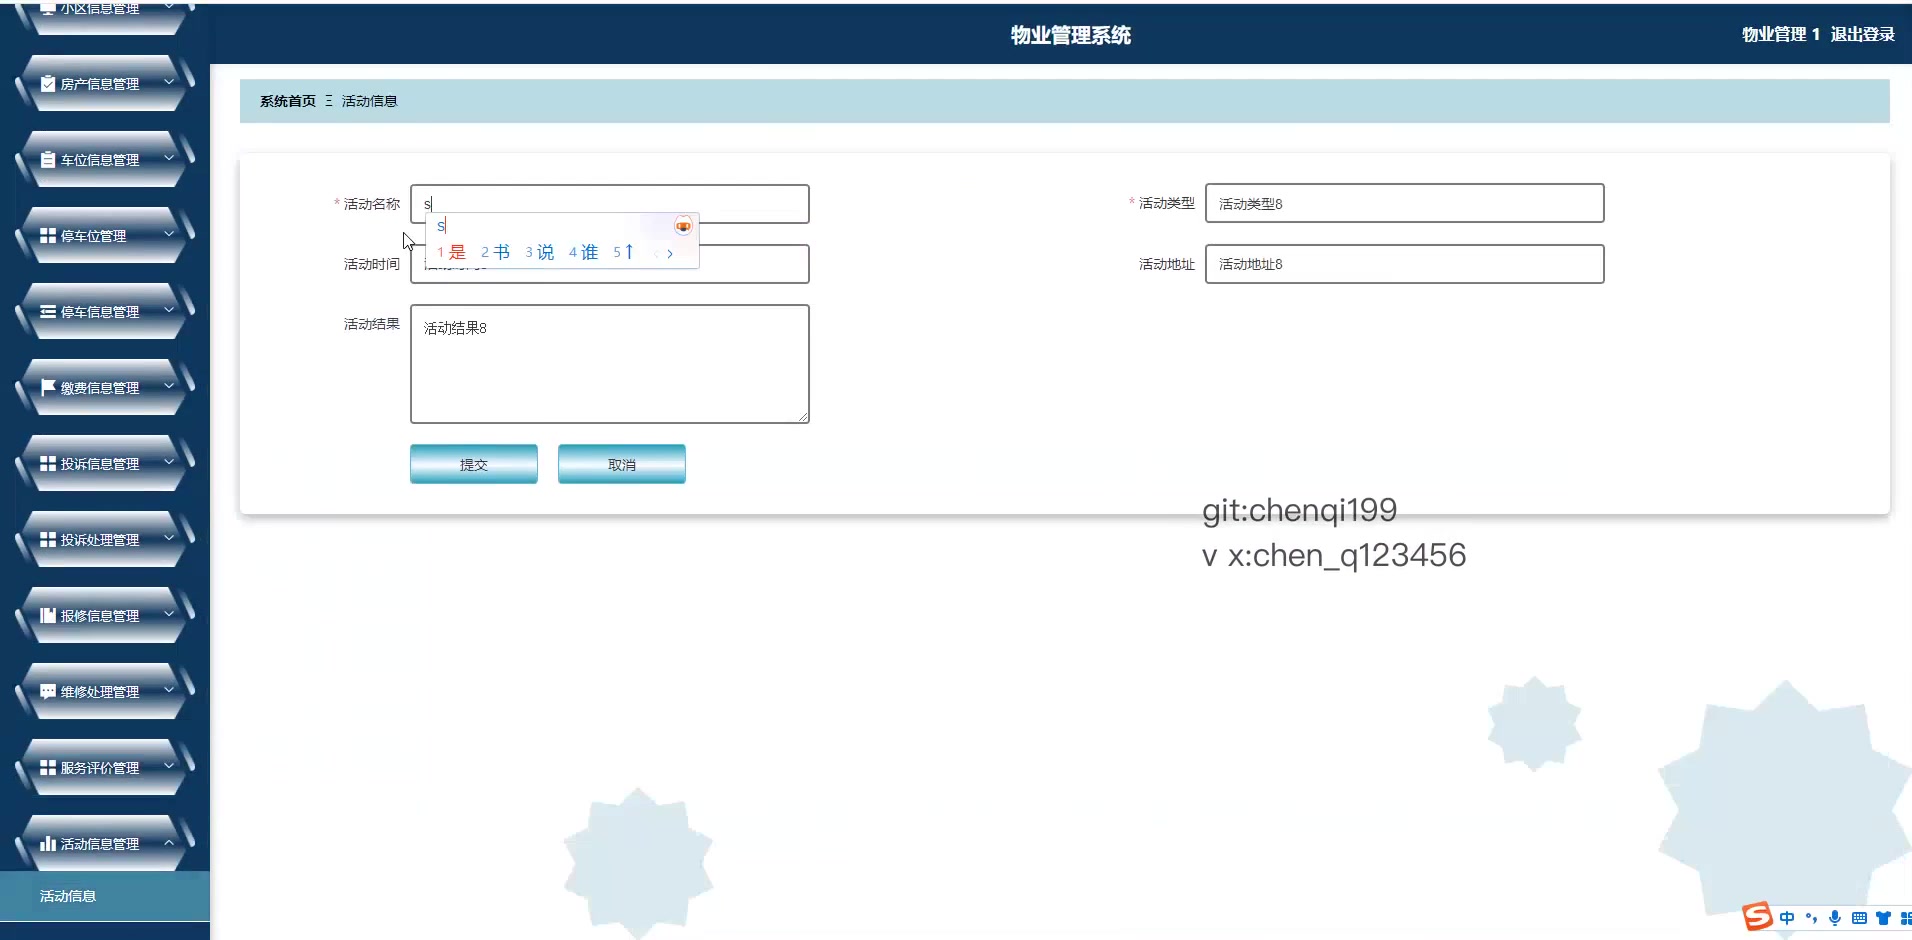 小区信息管理
物业管理系统
物业管理 1 退出登录
房产信息管理
系统首页 Ξ 活动信息
车位信息管理
* 活动名称 s
* 活动类型 活动类型8
s
停车位管理
1 是 2 书 3 说 4 谁 5 ↑
活动时间
活动地址 活动地址8
停车信息管理
活动结果 活动结果8
缴费信息管理
投诉信息管理
提交 取消
git:chenqi199
投诉处理管理
v x:chen_q123456
报修信息管理
维修处理管理
服务评价管理
活动信息管理
活动信息
S 中